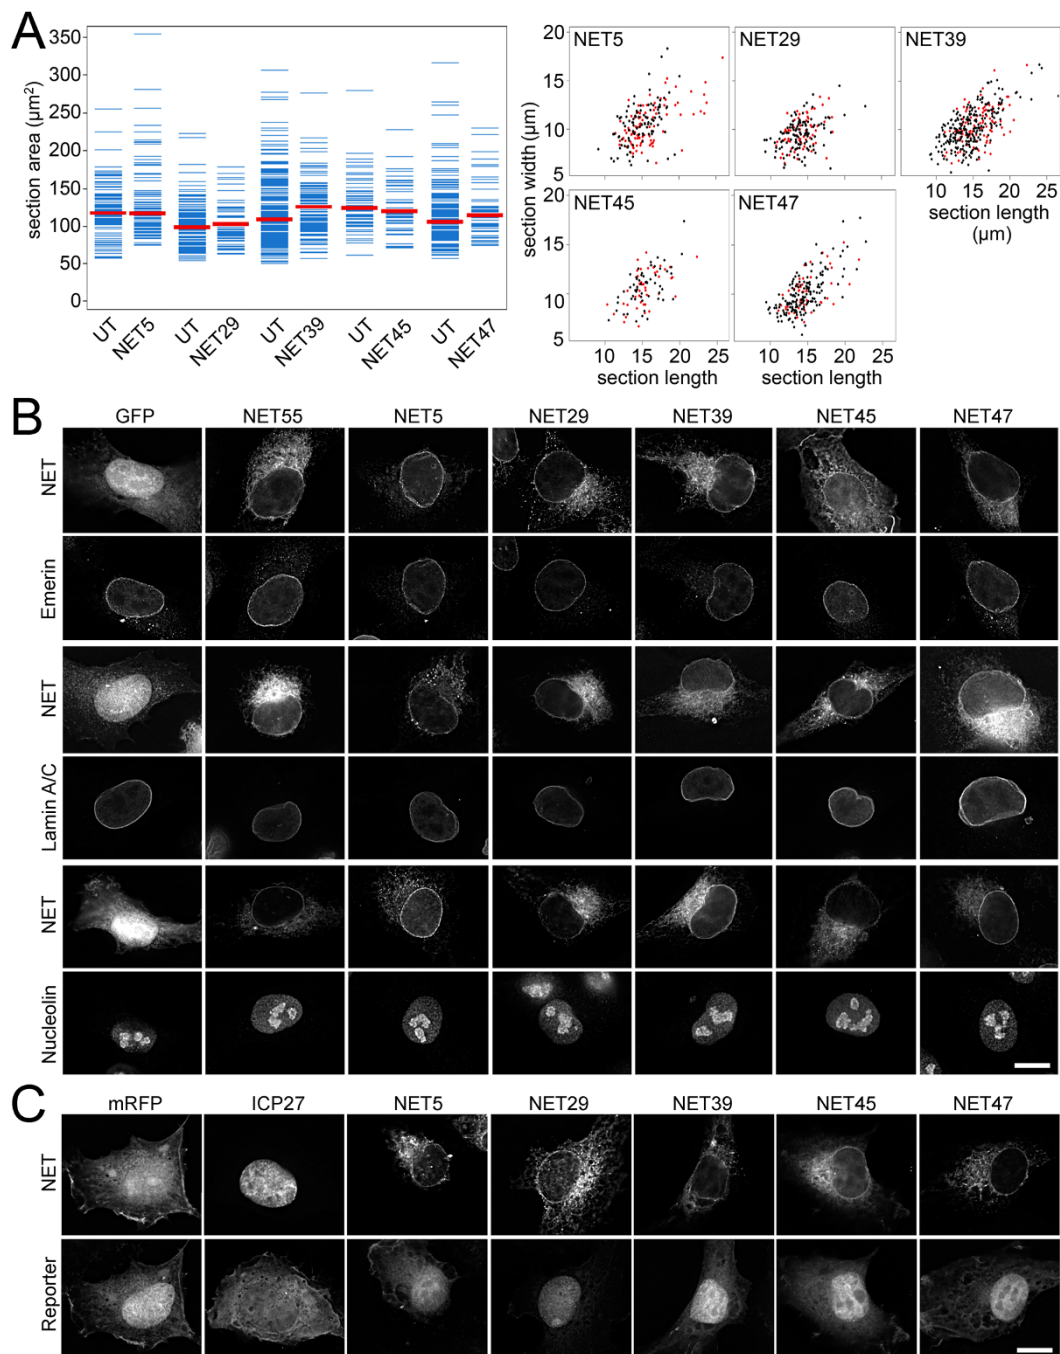 A
section area (µm²)
350
300
250
200
150
100
50
0
UT
NET5
UT
NET29
UT
NET39
UT
NET45
UT
NET47
section width (µm)
20
15
10
5
NET5
NET29
NET39
10 15 20 25
section length
(µm)
20
15
10
5
NET45
NET47
10 15 20 25
10 15 20 25
section length
section length
B
GFP NET55 NET5 NET29 NET39 NET45 NET47
NET
Emerin
NET
Lamin A/C
NET
Nucleolin
C
mRFP ICP27 NET5 NET29 NET39 NET45 NET47
NET
Reporter